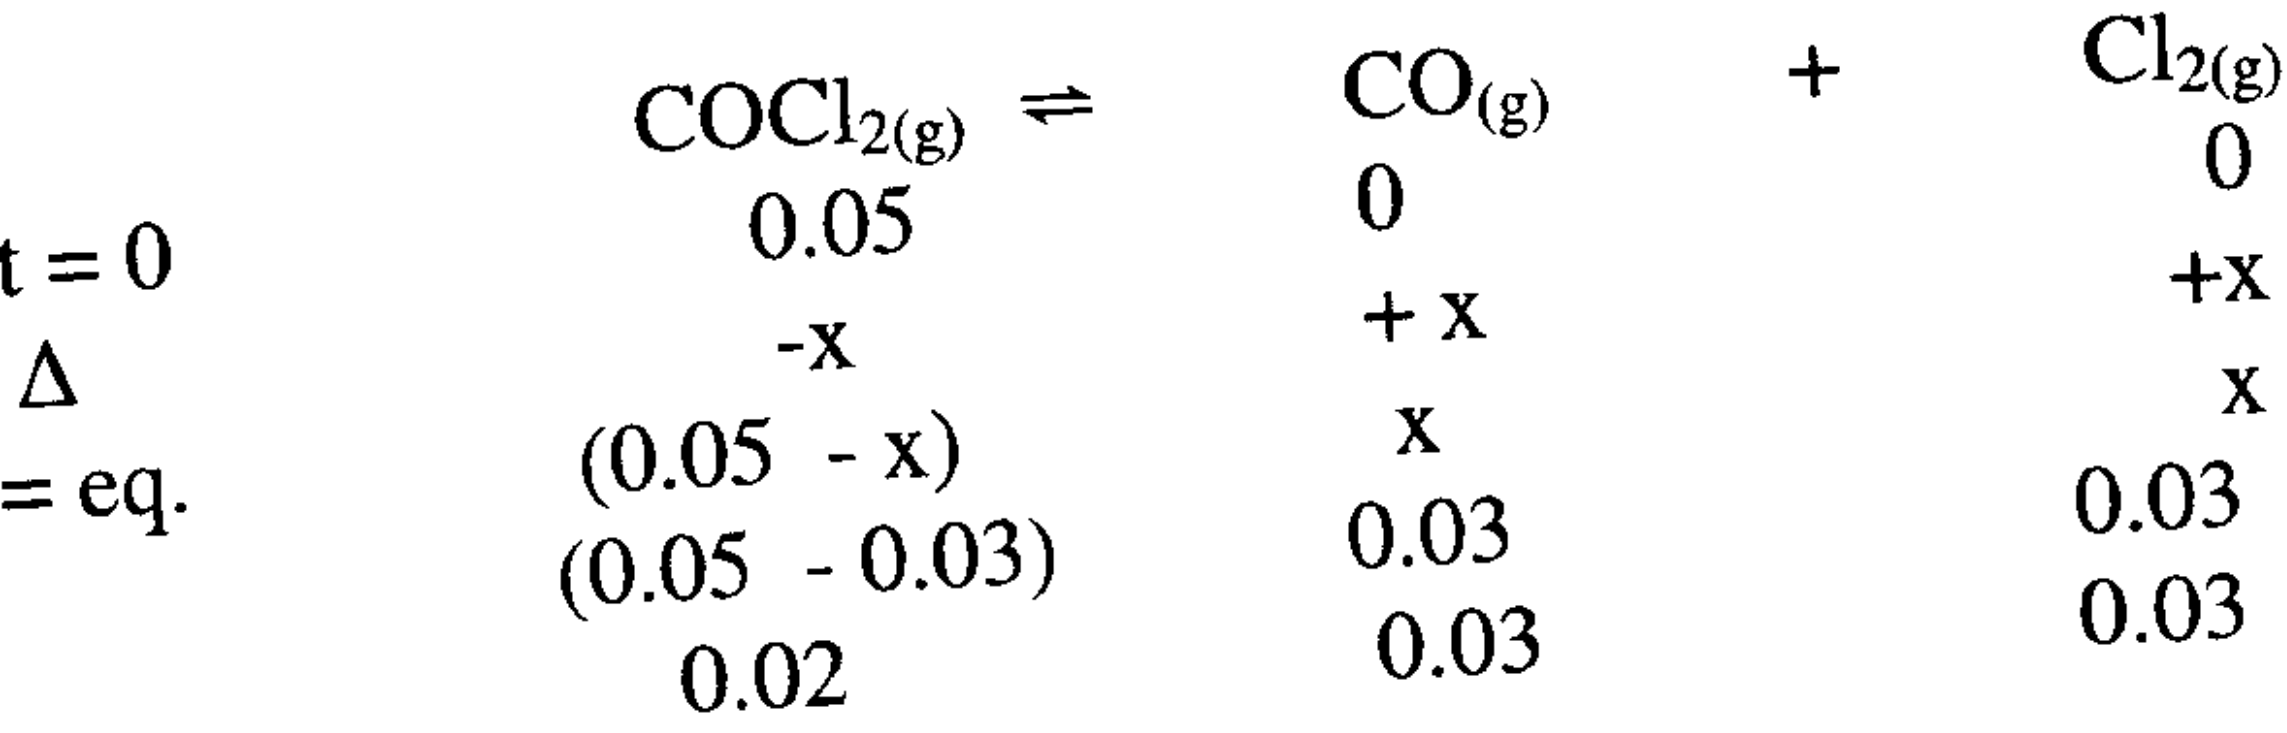 COCl₂(g) ⇌ CO(g) + Cl₂(g)
t = 0 0.05 0 0
Δ -x + x +x
= eq. (0.05 - x) x x
(0.05 - 0.03) 0.03 0.03
0.02 0.03 0.03